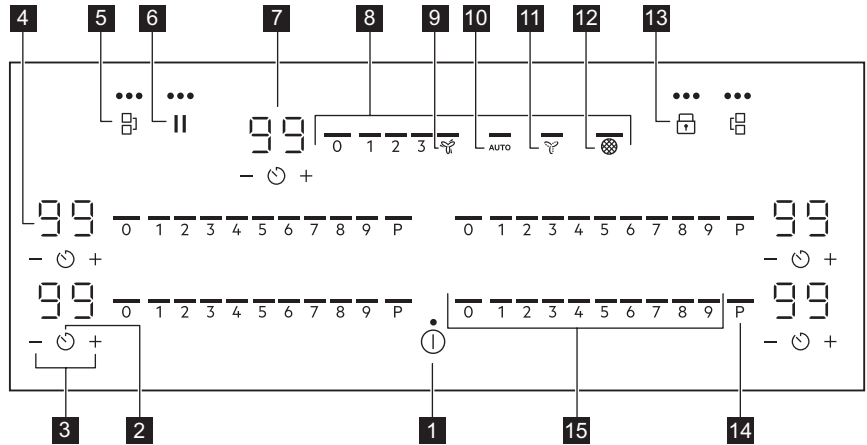 4 5 6 7 8 9 10 11 12 13
99 0 1 2 3 AUTO
− +
99 0 1 2 3 4 5 6 7 8 9 P 0 1 2 3 4 5 6 7 8 9 P 99
− + − +
99 0 1 2 3 4 5 6 7 8 9 P 0 1 2 3 4 5 6 7 8 9 P 99
− + − +
3 2 1 15 14